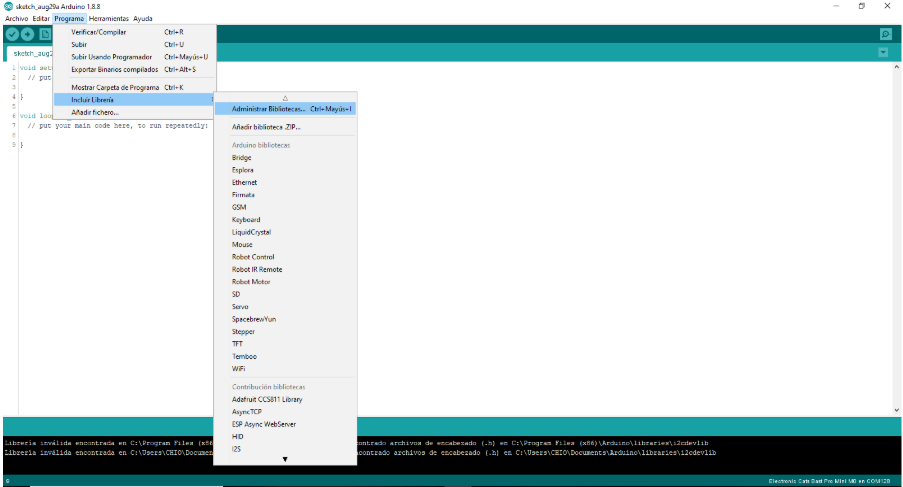 sketch_aug29a Arduino 1.8.8
Archivo Editar Programa Herramientas Ayuda
Verificar/Compilar Ctrl+R
Subir Ctrl+U
Subir Usando Programador Ctrl+Mayús+U
Exportar Binarios compilados Ctrl+Alt+S
Mostrar Carpeta de Programa Ctrl+K
Incluir Librería
Añadir fichero...
sketch_aug2
1 void set
2 // put
3
4 }
5
6 void loo
7 // put your main code here, to run repeatedly:
8
9 }
Administrar Bibliotecas... Ctrl+Mayús+I
Añadir biblioteca .ZIP...
Arduino bibliotecas
Bridge
Esplora
Ethernet
Firmata
GSM
Keyboard
LiquidCrystal
Mouse
Robot Control
Robot IR Remote
Robot Motor
SD
Servo
SpacebrewYun
Stepper
TFT
Temboo
WiFi
Contribución bibliotecas
Adafruit CCS811 Library
AsyncTCP
ESP Async WebServer
HID
I2S
Librería inválida encontrada en C:\Program Files (x86 ontrado archivos de encabezado (.h) en C:\Program Files (x86)\Arduino\libraries\i2cdevlib
Librería inválida encontrada en C:\Users\CHIO\Documen contrado archivos de encabezado (.h) en C:\Users\CHIO\Documents\Arduino\libraries\i2cdevlib
9 Electronic Cats Bast Pro Mini M0 en COM128